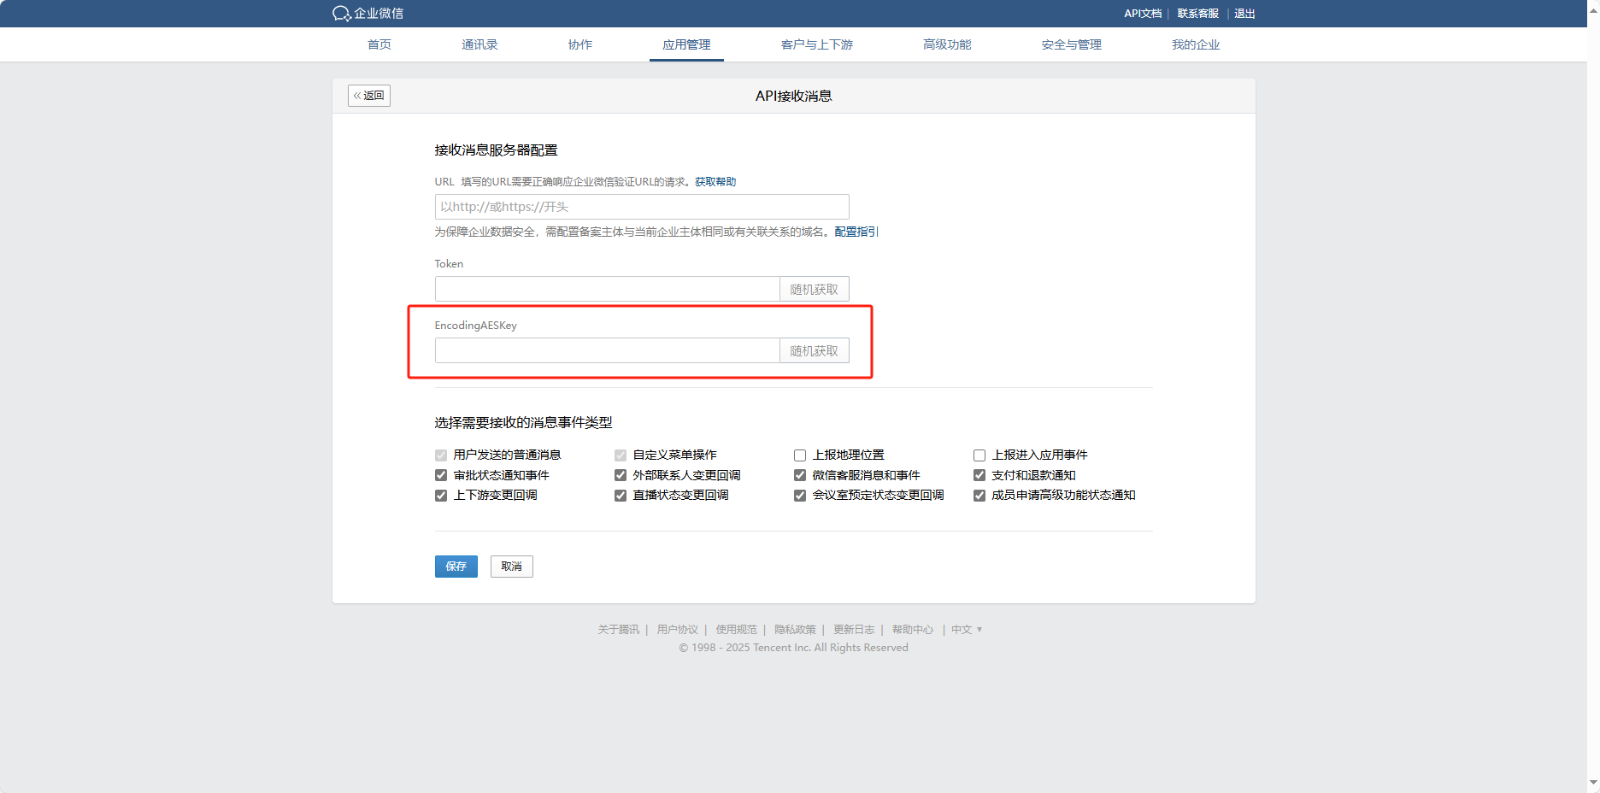 企业微信
API文档 | 联系客服 | 退出
首页 通讯录 协作 应用管理 客户与上下游 高级功能 安全与管理 我的企业
«返回
API接收消息
接收消息服务器配置
URL 填写的URL需要正确响应企业微信验证URL的请求。获取帮助
以http://或https://开头
为保障企业数据安全，需配置备案主体与当前企业主体相同或有关联关系的域名。配置指引
Token
随机获取
EncodingAESKey
随机获取
选择需要接收的消息事件类型
用户发送的普通消息 自定义菜单操作 上报地理位置 上报进入应用事件
审批状态通知事件 外部联系人变更回调 微信客服消息和事件 支付和退款通知
上下游变更回调 直播状态变更回调 会议室预定状态变更回调 成员申请高级功能状态通知
保存 取消
关于腾讯 | 用户协议 | 使用规范 | 隐私政策 | 更新日志 | 帮助中心 | 中文
© 1998 - 2025 Tencent Inc. All Rights Reserved